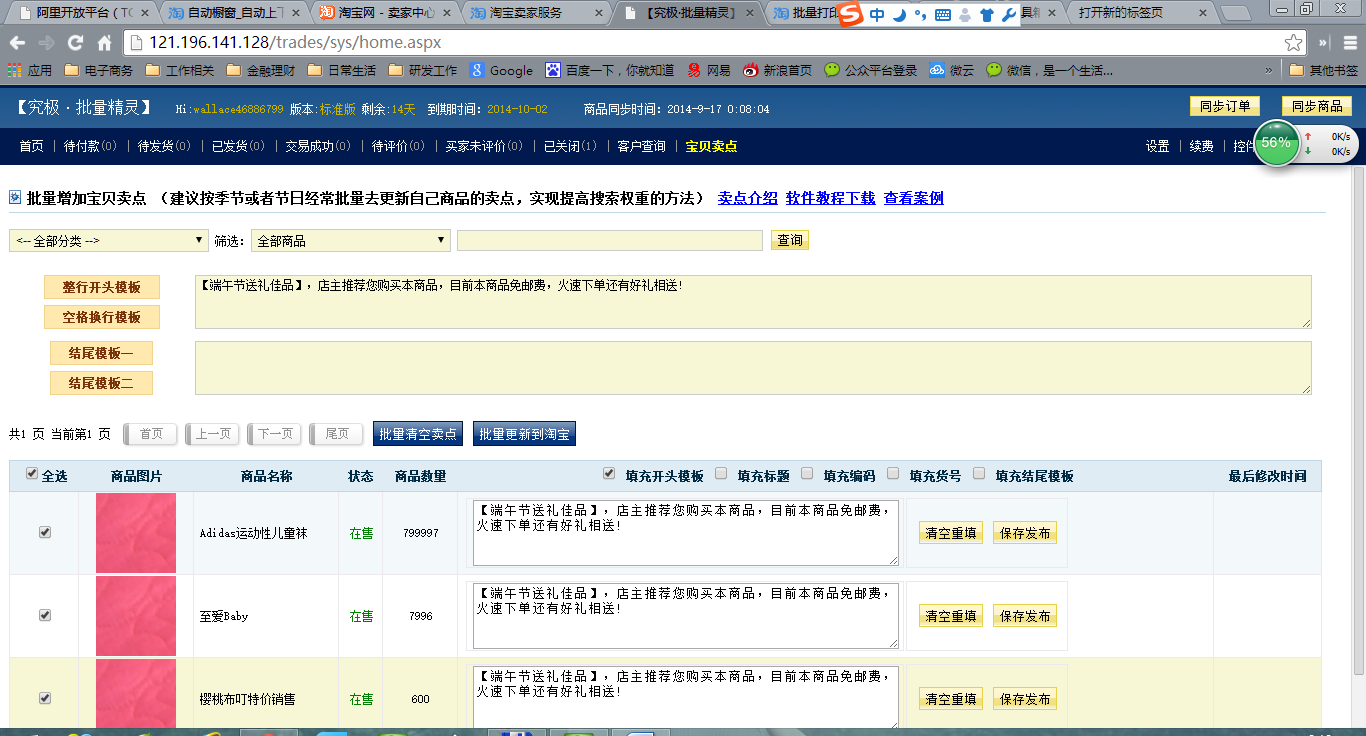 阿里开放平台（TO
自动橱窗_自动上下
淘宝网 - 卖家中心
淘宝卖家服务
【究极·批量精灵】
批量打印
中
具箱
打开新的标签页
121.196.141.128/trades/sys/home.aspx
应用 电子商务 工作相关 金融理财 日常生活 研发工作 Google 百度一下，你就知道 网易 新浪首页 公众平台登录 微云 微信，是一个生活... » 其他书签
【究极·批量精灵】 Hi:wallace46886799 版本:标准版 剩余:14天 到期时间：2014-10-02 商品同步时间：2014-9-17 0:08:04 同步订单 同步商品
首页 | 待付款(0) | 待发货(0) | 已发货(0) | 交易成功(0) | 待评价(0) | 买家未评价(0) | 已关闭(1) | 客户查询 | 宝贝卖点 设置 | 续费 | 控件
56% ↑ 0K/s
↓ 0K/s
批量增加宝贝卖点 （建议按季节或者节日经常批量去更新自己商品的卖点，实现提高搜索权重的方法） 卖点介绍 软件教程下载 查看案例
<-- 全部分类 --> 筛选： 全部商品 查询
整行开头模板
空格换行模板
【端午节送礼佳品】，店主推荐您购买本商品，目前本商品免邮费，火速下单还有好礼相送！
结尾模板一
结尾模板二
共1 页 当前第1 页 首页 上一页 下一页 尾页 批量清空卖点 批量更新到淘宝
全选 商品图片 商品名称 状态 商品数量 填充开头模板 填充标题 填充编码 填充货号 填充结尾模板 最后修改时间
Adidas运动性儿童袜 在售 799997
【端午节送礼佳品】，店主推荐您购买本商品，目前本商品免邮费，
火速下单还有好礼相送！
清空重填 保存发布
至爱Baby 在售 7996
【端午节送礼佳品】，店主推荐您购买本商品，目前本商品免邮费，
火速下单还有好礼相送！
清空重填 保存发布
樱桃布叮特价销售 在售 600
【端午节送礼佳品】，店主推荐您购买本商品，目前本商品免邮费，
火速下单还有好礼相送！
清空重填 保存发布